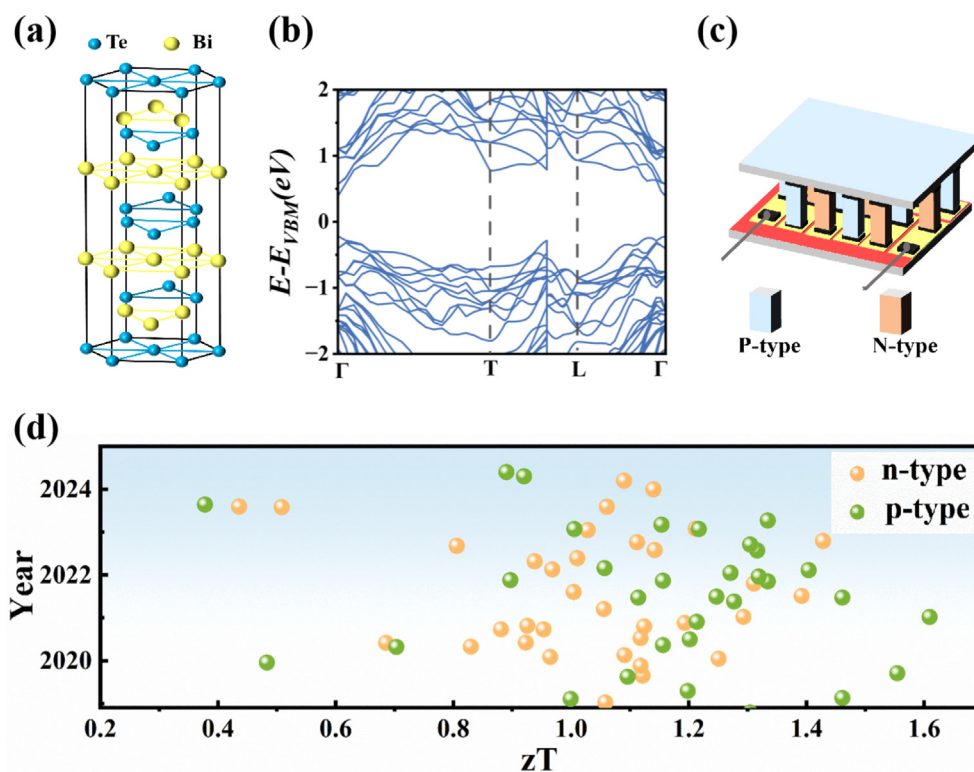 (a)
Te Bi
(b)
E-E_VBM(eV)
2
1
0
−1
−2
Γ T L Γ
(c)
P-type N-type
(d)
n-type
p-type
Year
2024
2022
2020
0.2 0.4 0.6 0.8 1.0 1.2 1.4 1.6
zT